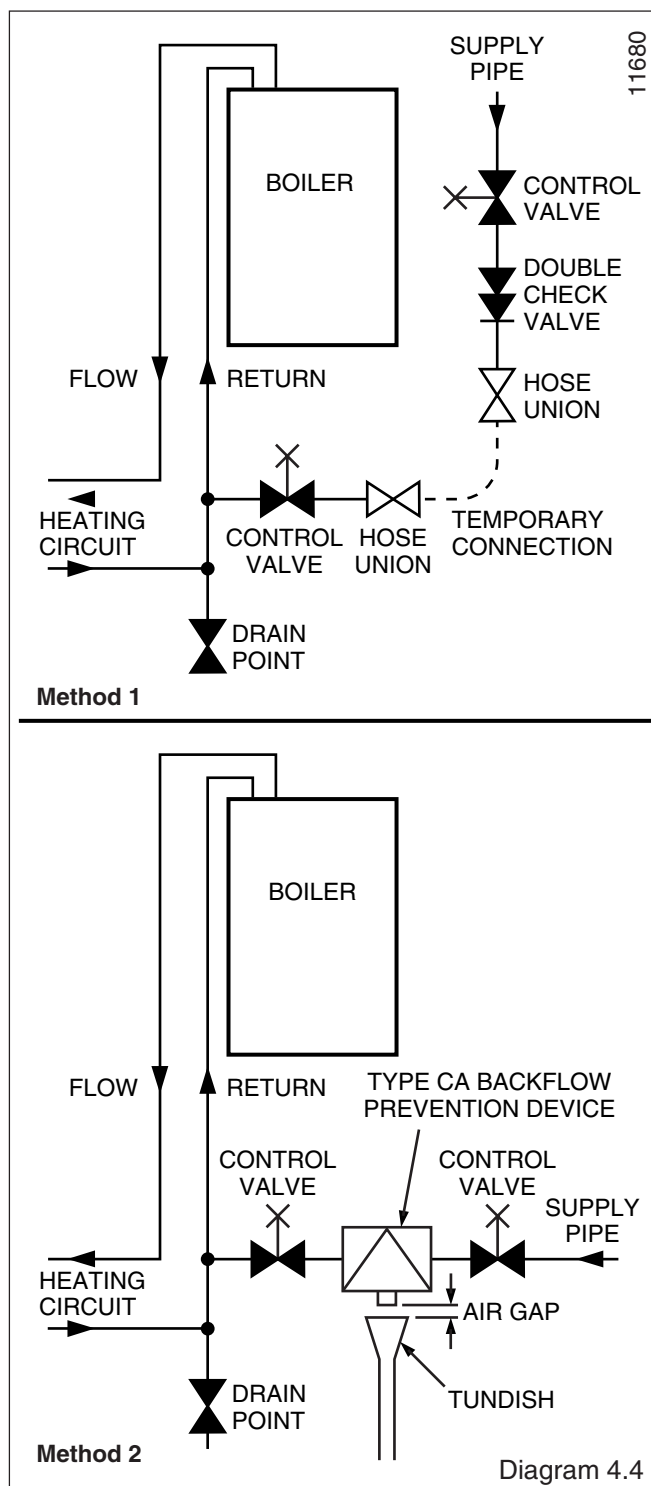 11680
SUPPLY
PIPE
BOILER
CONTROL
VALVE
DOUBLE
CHECK
VALVE
FLOW
RETURN
HOSE
UNION
HEATING
CIRCUIT
CONTROL
VALVE
HOSE
UNION
TEMPORARY
CONNECTION
DRAIN
POINT
Method 1
BOILER
FLOW
RETURN
TYPE CA BACKFLOW
PREVENTION DEVICE
CONTROL
VALVE
CONTROL
VALVE
SUPPLY
PIPE
HEATING
CIRCUIT
AIR GAP
DRAIN
POINT
TUNDISH
Method 2
Diagram 4.4